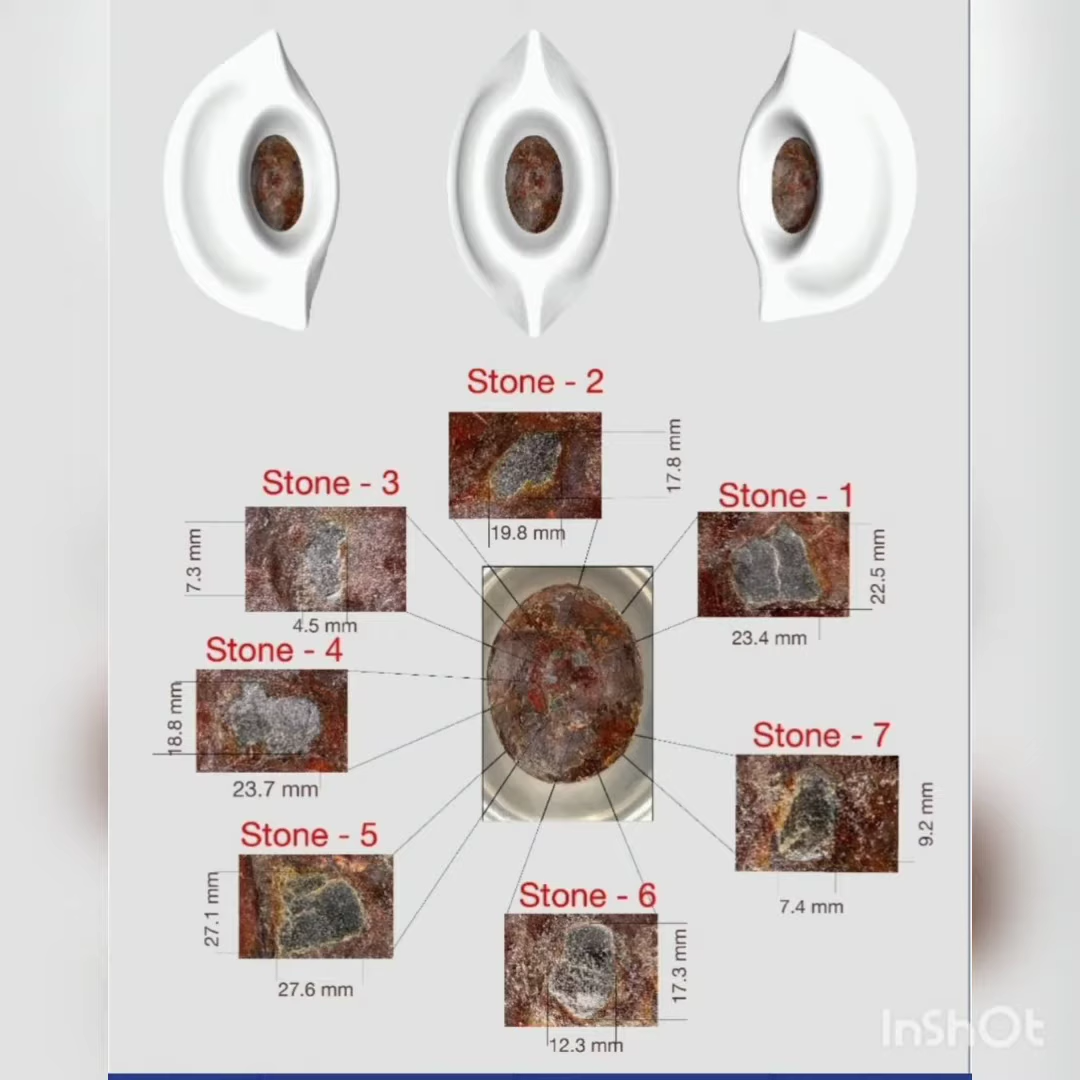 Stone - 2
17.8 mm
19.8 mm
Stone - 3
7.3 mm
4.5 mm
Stone - 1
22.5 mm
23.4 mm
Stone - 4
18.8 mm
23.7 mm
Stone - 7
9.2 mm
7.4 mm
Stone - 5
27.1 mm
27.6 mm
Stone - 6
17.3 mm
12.3 mm
InShOt